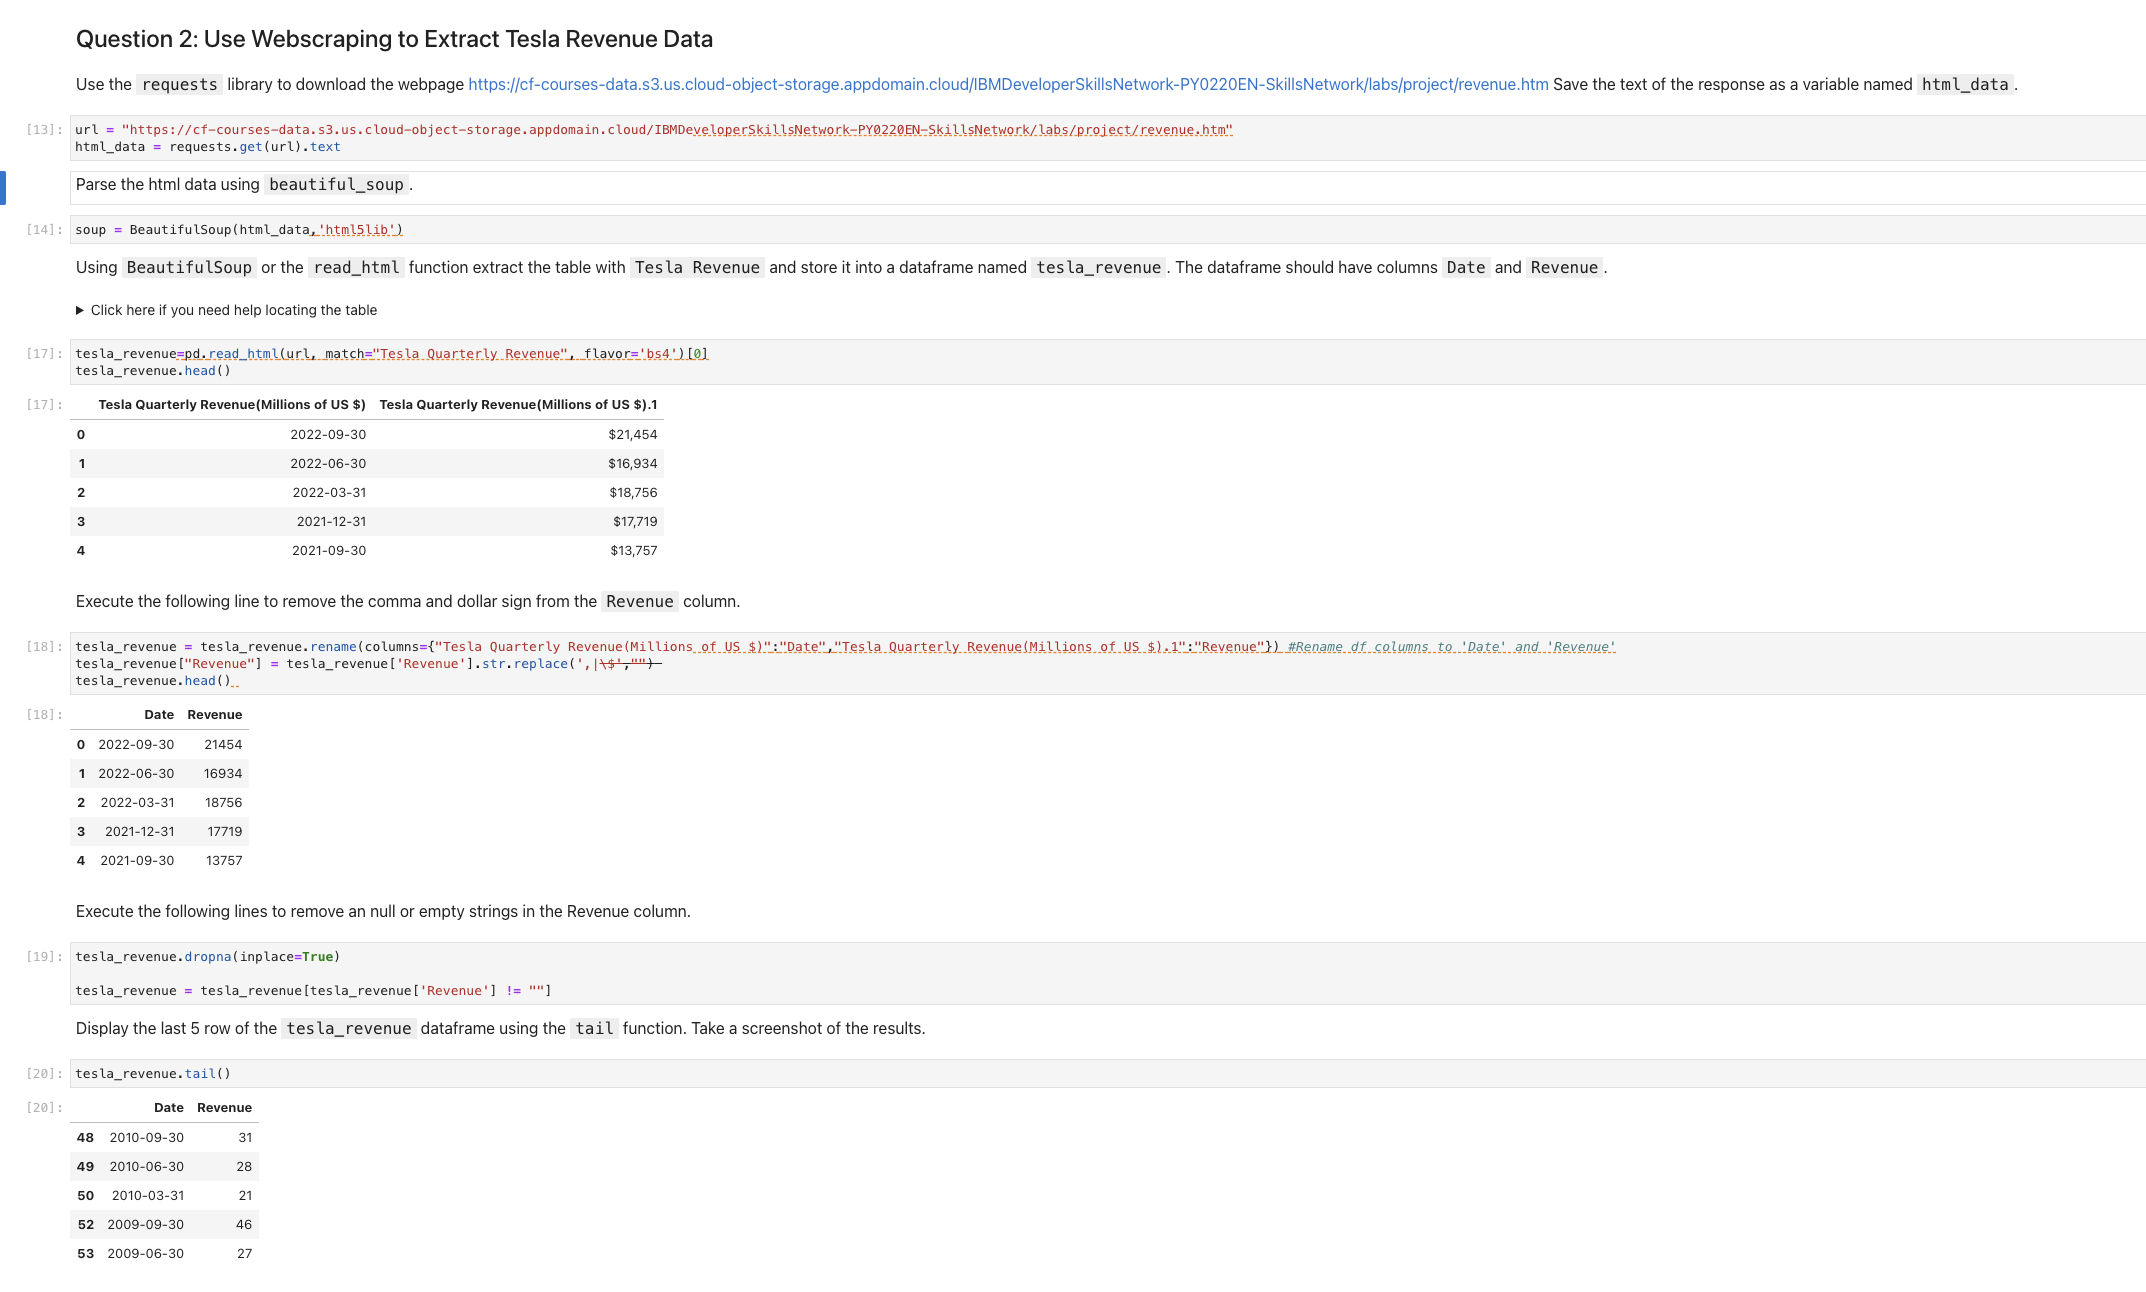 Question 2: Use Webscraping to Extract Tesla Revenue Data
Use the requests library to download the webpage https://cf-courses-data.s3.us.cloud-object-storage.appdomain.cloud/IBMDeveloperSkillsNetwork-PY0220EN-SkillsNetwork/labs/project/revenue.htm Save the text of the response as a variable named html_data .
[13]: url = "https://cf-courses-data.s3.us.cloud-object-storage.appdomain.cloud/IBMDeveloperSkillsNetwork-PY0220EN-SkillsNetwork/labs/project/revenue.htm"
html_data = requests.get(url).text
Parse the html data using beautiful_soup .
[14]: soup = BeautifulSoup(html_data,'html5lib')
Using BeautifulSoup or the read_html function extract the table with Tesla Revenue and store it into a dataframe named tesla_revenue . The dataframe should have columns Date and Revenue .
▶ Click here if you need help locating the table
[17]: tesla_revenue=pd.read_html(url, match="Tesla Quarterly Revenue", flavor='bs4')[0]
tesla_revenue.head()
[17]: Tesla Quarterly Revenue(Millions of US $) Tesla Quarterly Revenue(Millions of US $).1
0 2022-09-30 $21,454
1 2022-06-30 $16,934
2 2022-03-31 $18,756
3 2021-12-31 $17,719
4 2021-09-30 $13,757
Execute the following line to remove the comma and dollar sign from the Revenue column.
[18]: tesla_revenue = tesla_revenue.rename(columns={"Tesla Quarterly Revenue(Millions of US $)":"Date","Tesla Quarterly Revenue(Millions of US $).1":"Revenue"}) #Rename df columns to 'Date' and 'Revenue'
tesla_revenue["Revenue"] = tesla_revenue['Revenue'].str.replace(',|\$',"")
tesla_revenue.head()
[18]: Date Revenue
0 2022-09-30 21454
1 2022-06-30 16934
2 2022-03-31 18756
3 2021-12-31 17719
4 2021-09-30 13757
Execute the following lines to remove an null or empty strings in the Revenue column.
[19]: tesla_revenue.dropna(inplace=True)
tesla_revenue = tesla_revenue[tesla_revenue['Revenue'] != ""]
Display the last 5 row of the tesla_revenue dataframe using the tail function. Take a screenshot of the results.
[20]: tesla_revenue.tail()
[20]: Date Revenue
48 2010-09-30 31
49 2010-06-30 28
50 2010-03-31 21
52 2009-09-30 46
53 2009-06-30 27